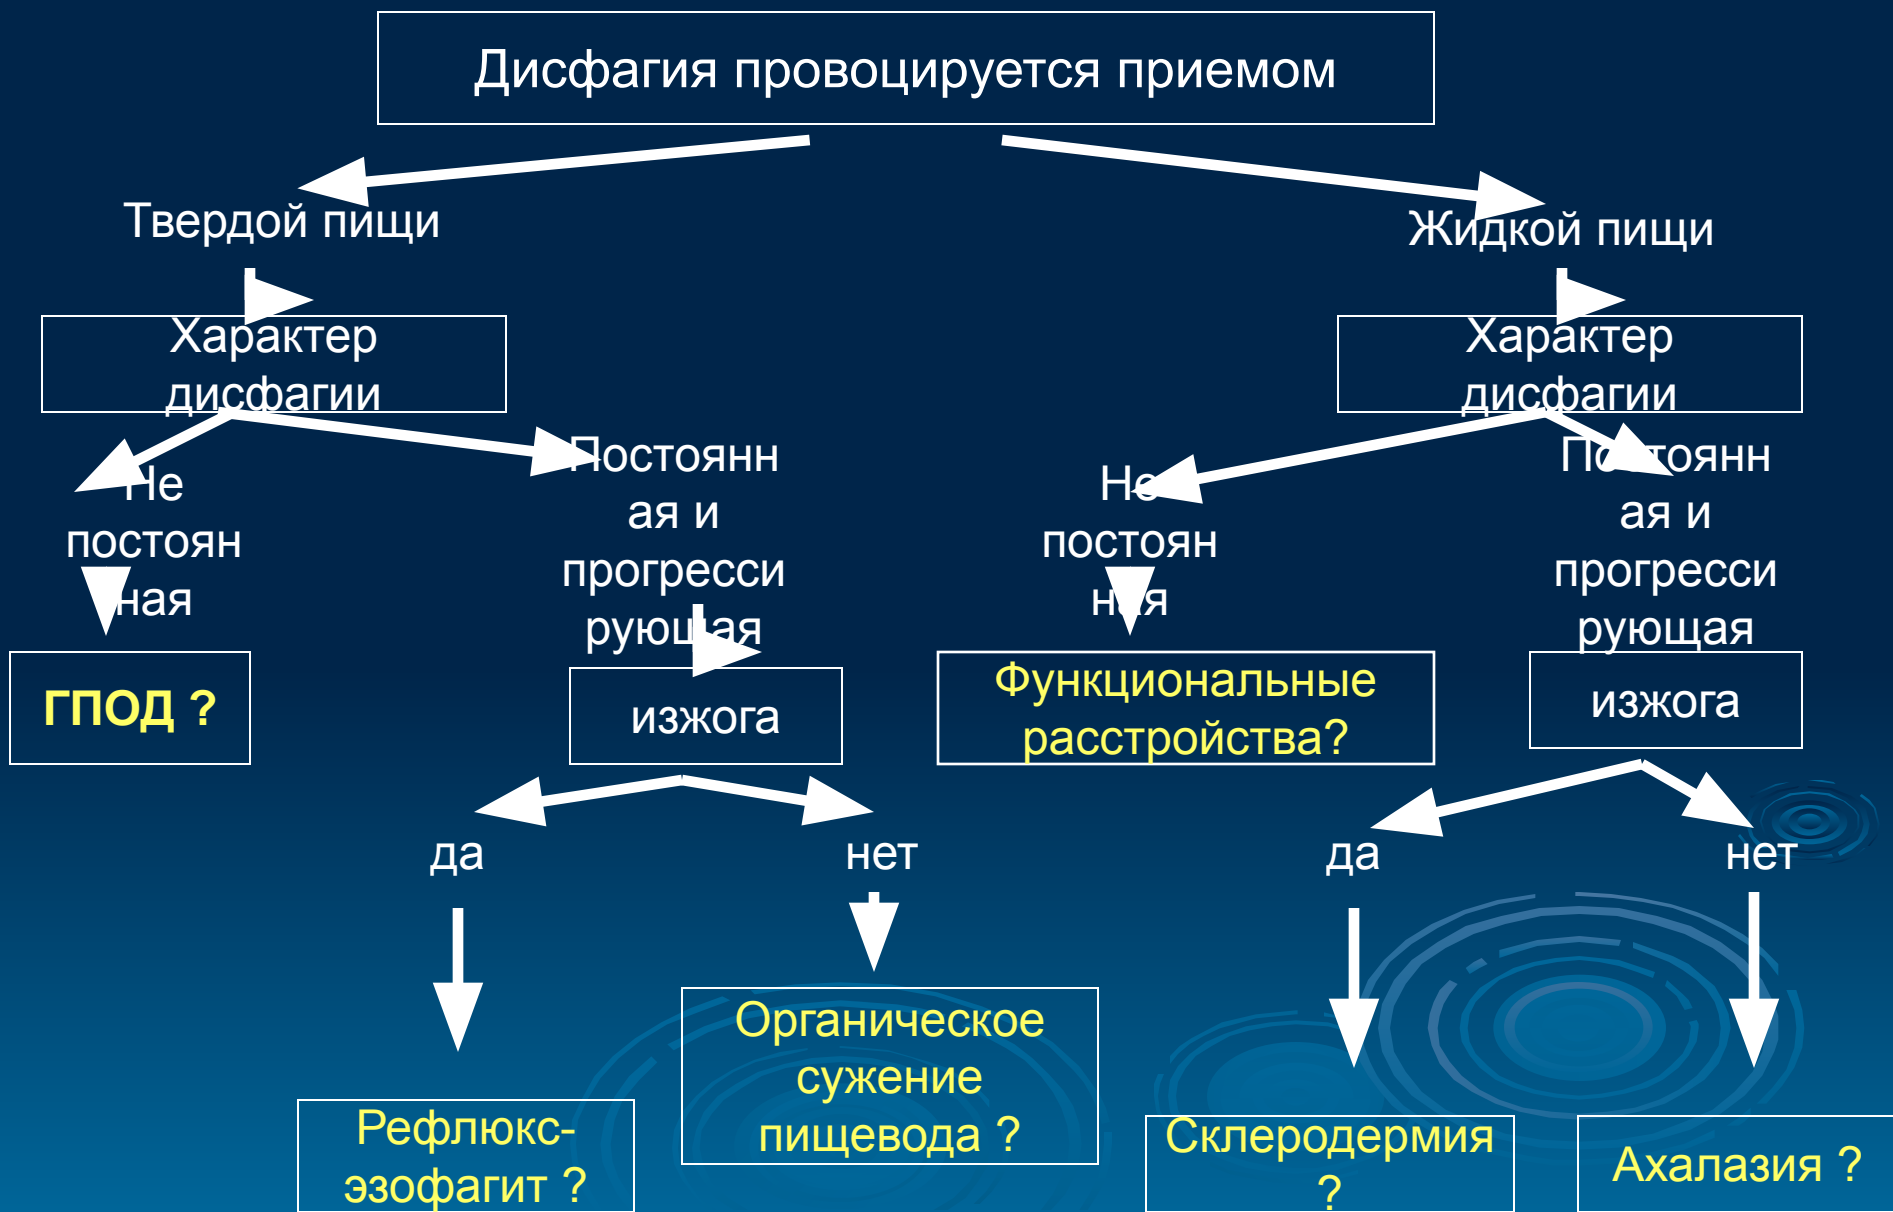 Дисфагия провоцируется приемом
Твердой пищи
Жидкой пищи
Характер
дисфагии
Характер
дисфагии
Не
постоян
ная
Постоянн
ая и
прогресси
рующая
Не
постоян
ная
Постоянн
ая и
прогресси
рующая
ГПОД ?
изжога
Функциональные
расстройства?
изжога
да
нет
да
нет
Рефлюкс-
эзофагит ?
Органическое
сужение
пищевода ?
Склеродермия
?
Ахалазия ?